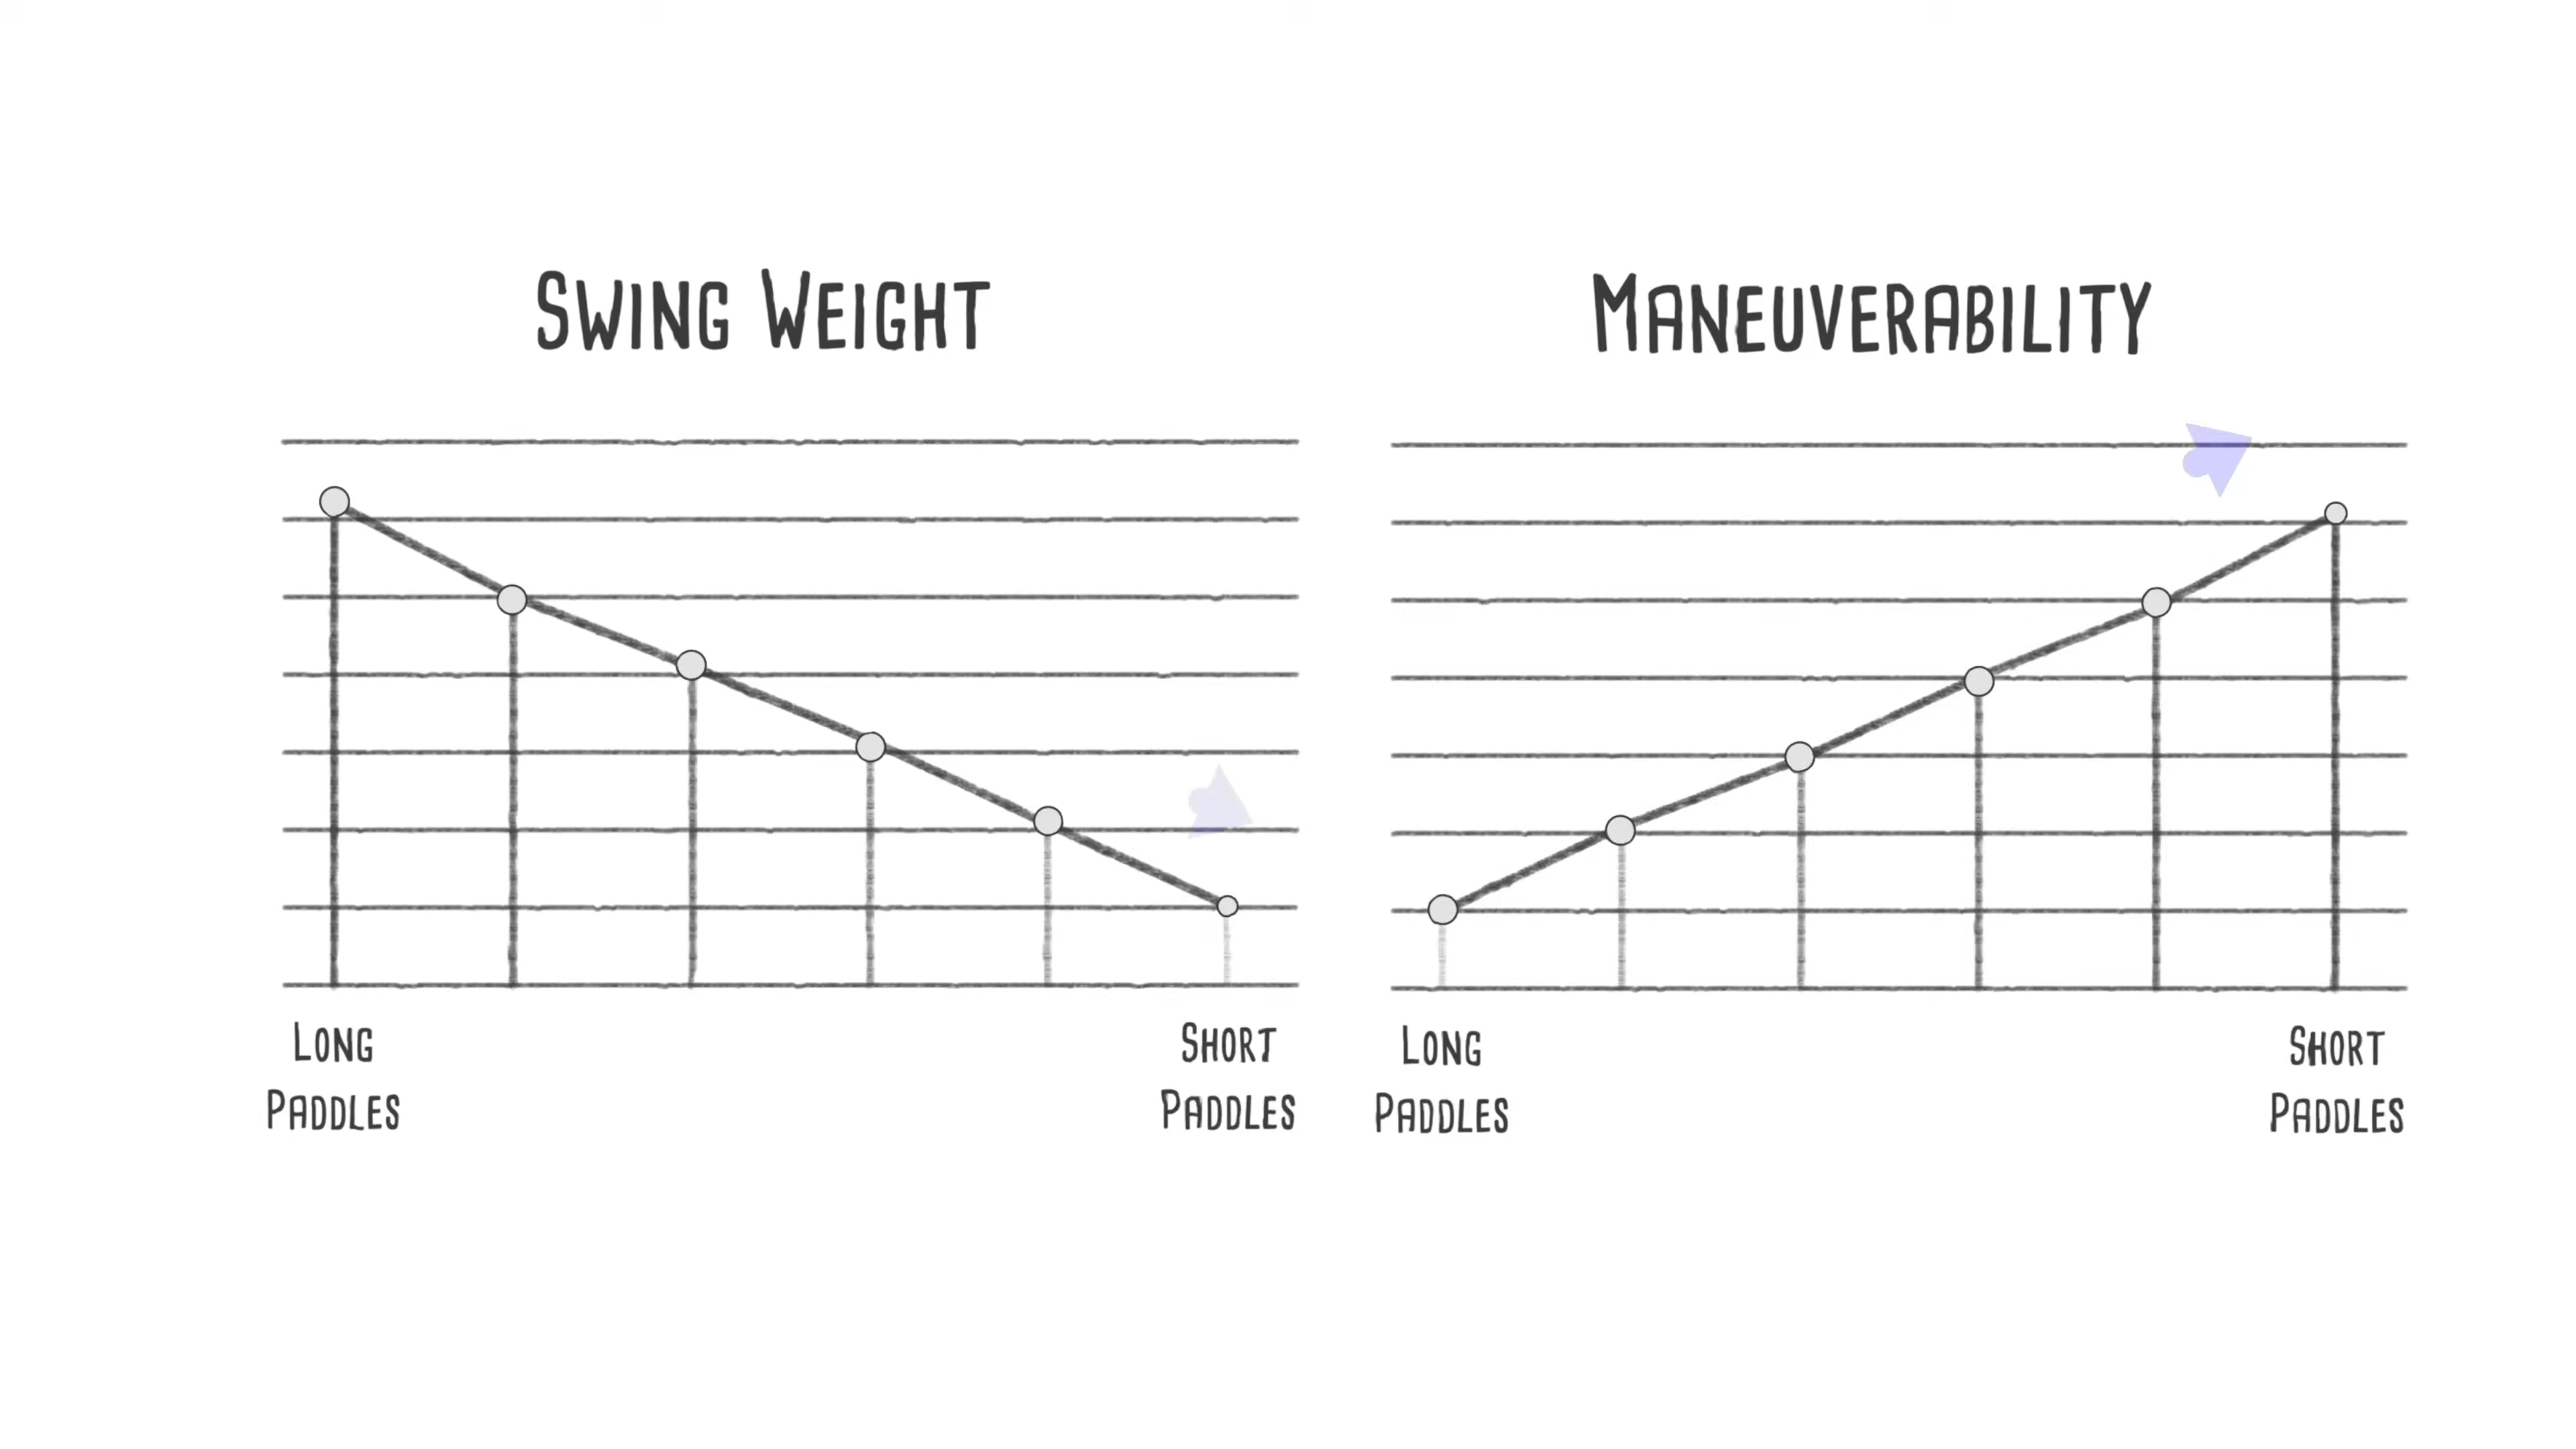 SWING WEIGHT
LONG
PADDLES
SHORT
PADDLES
MANEUVERABILITY
LONG
PADDLES
SHORT
PADDLES